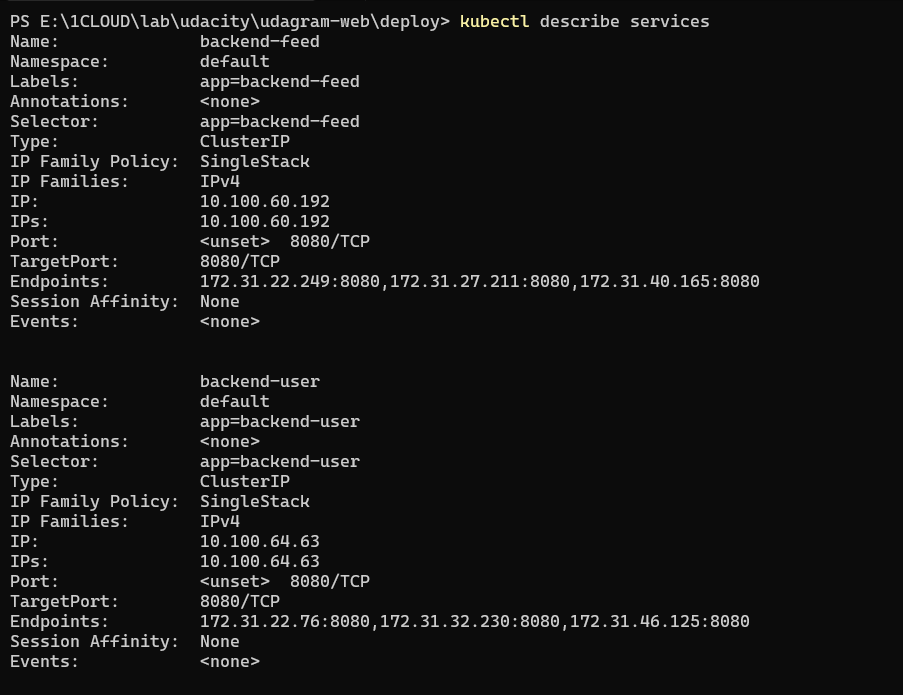 PS E:\1CLOUD\lab\udacity\udagram-web\deploy> kubectl describe services
Name:              backend-feed
Namespace:         default
Labels:            app=backend-feed
Annotations:       <none>
Selector:          app=backend-feed
Type:              ClusterIP
IP Family Policy:  SingleStack
IP Families:       IPv4
IP:                10.100.60.192
IPs:               10.100.60.192
Port:              <unset>  8080/TCP
TargetPort:        8080/TCP
Endpoints:         172.31.22.249:8080,172.31.27.211:8080,172.31.40.165:8080
Session Affinity:  None
Events:            <none>
Name:              backend-user
Namespace:         default
Labels:            app=backend-user
Annotations:       <none>
Selector:          app=backend-user
Type:              ClusterIP
IP Family Policy:  SingleStack
IP Families:       IPv4
IP:                10.100.64.63
IPs:               10.100.64.63
Port:              <unset>  8080/TCP
TargetPort:        8080/TCP
Endpoints:         172.31.22.76:8080,172.31.32.230:8080,172.31.46.125:8080
Session Affinity:  None
Events:            <none>